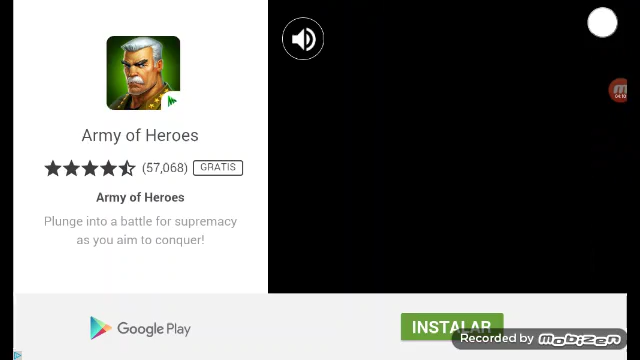 Army of Heroes
(57,068) GRATIS
Army of Heroes
Plunge into a battle for supremacy
as you aim to conquer!
Google Play
INSTALAR
Recorded by mobizen